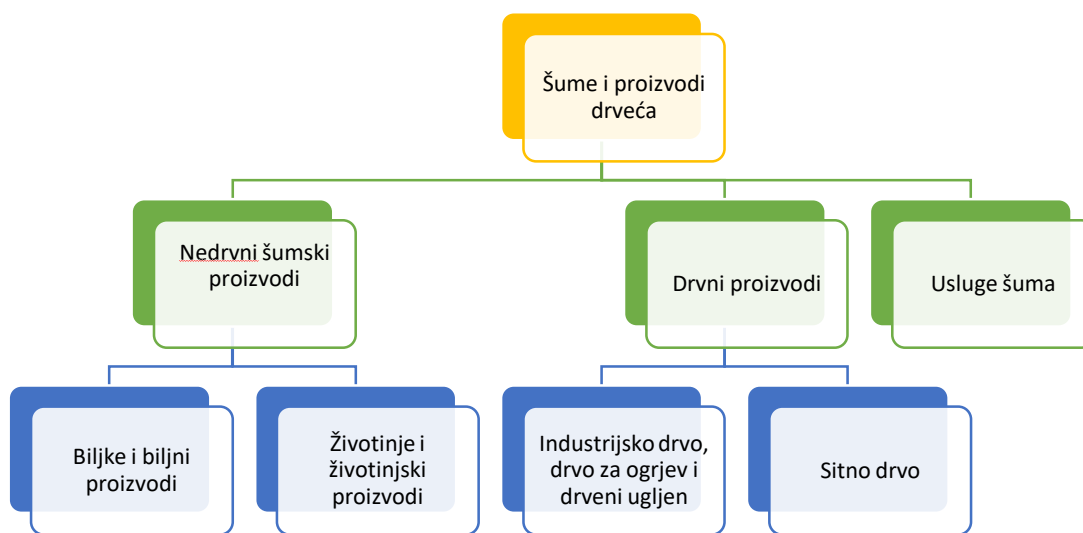 Šume i proizvodi
drveća
Nedrvni šumski
proizvodi
Drvni proizvodi
Usluge šuma
Biljke i biljni
proizvodi
Životinje i
životinjski
proizvodi
Industrijsko drvo,
drvo za ogrjev i
drveni ugljen
Sitno drvo